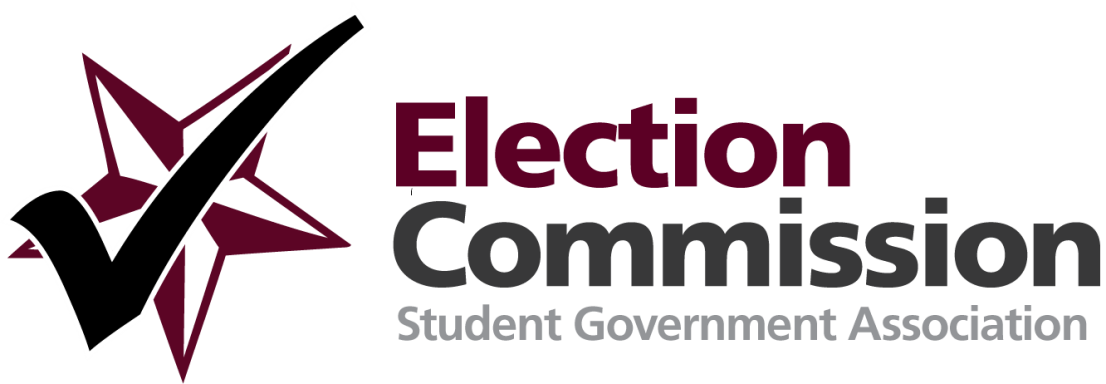 Election
Commission
Student Government Association